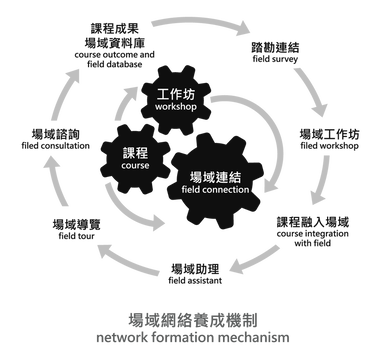 課程成果
場域資料庫
course outcome and
field database
踏勘連結
field survey
場域工作坊
filed workshop
課程融入場域
course integration
with field
場域助理
field assistant
場域導覽
field tour
場域諮詢
filed consultation
工作坊
workshop
課程
course
場域連結
field connection
場域網絡養成機制
network formation mechanism